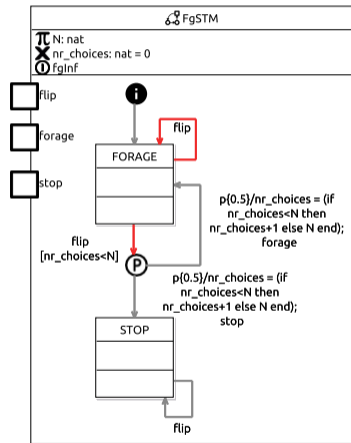 FgSTM
π N: nat
nr_choices: nat = 0
I fgInf
flip
forage
stop
i
flip
FORAGE
flip
[nr_choices<N]
P
p{0.5}/nr_choices = (if
nr_choices<N then
nr_choices+1 else N end);
forage
p{0.5}/nr_choices = (if
nr_choices<N then
nr_choices+1 else N end);
stop
STOP
flip